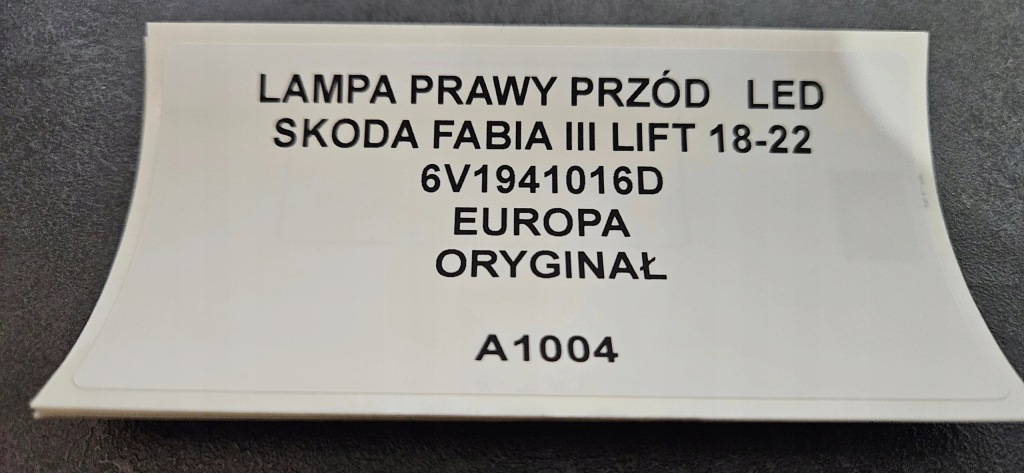 LAMPA PRAWY PRZÓD LED
SKODA FABIA III LIFT 18-22
6V1941016D
EUROPA
ORYGINAŁ
A1004